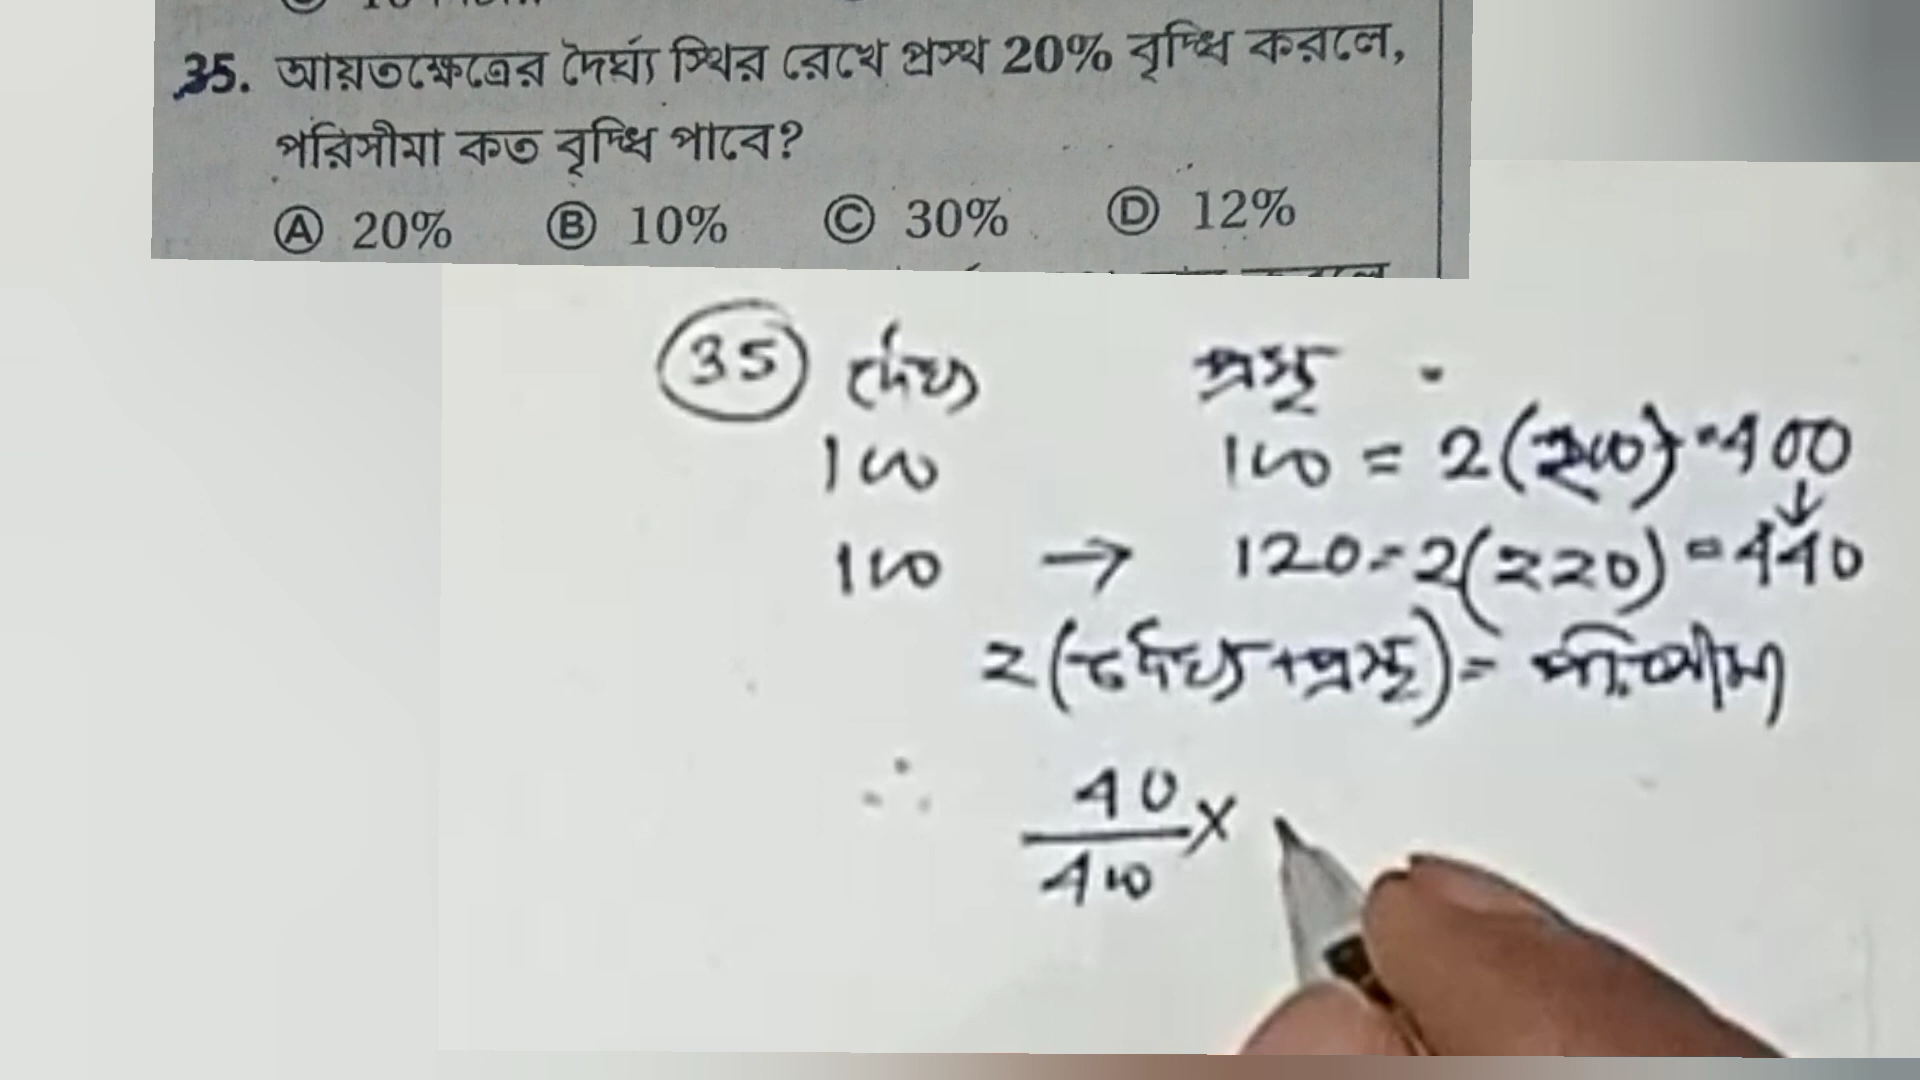 35. আয়তক্ষেত্রের দৈর্ঘ্য স্থির রেখে প্রস্থ 20% বৃদ্ধি করলে,
পরিসীমা কত বৃদ্ধি পাবে?
Ⓐ 20% Ⓑ 10% Ⓒ 30% Ⓓ 12%
35 দৈর্ঘ্য প্রস্থ
100 100 = 2(200) = 400
↓
100 → 120 = 2(220) = 440
2(দৈর্ঘ্য+প্রস্থ) = পরিসীমা
∴ 40/400 ×